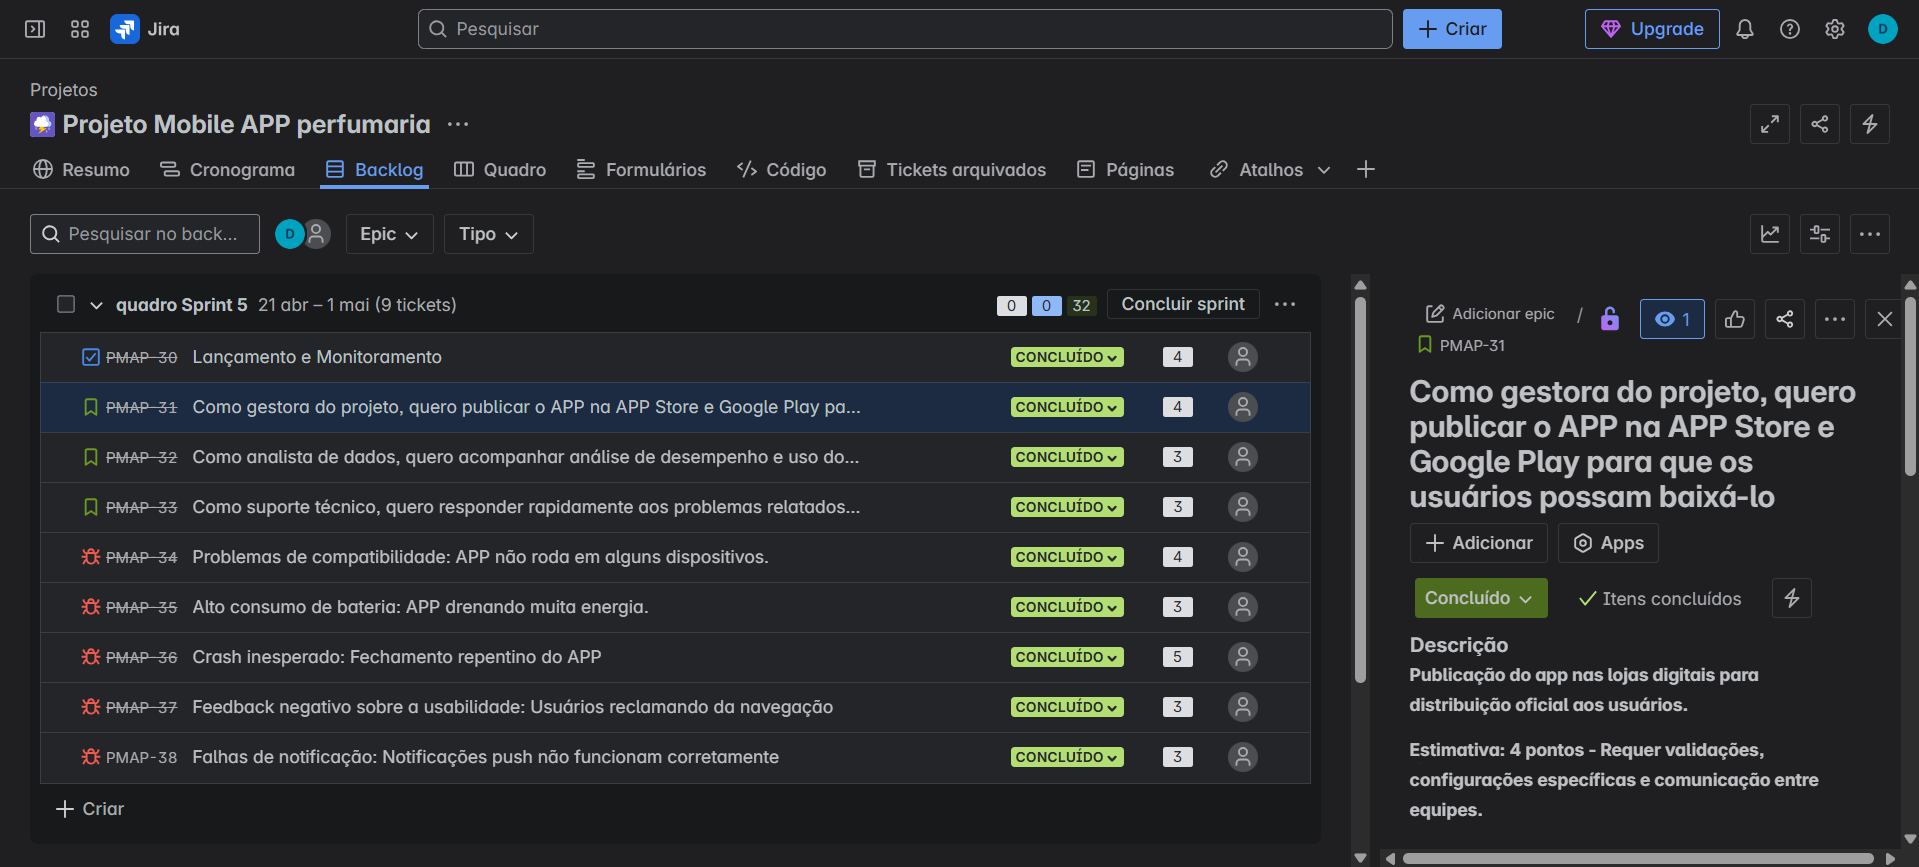 Jira
Pesquisar
Criar
Upgrade
D
Projetos
Projeto Mobile APP perfumaria
Resumo
Cronograma
Backlog
Quadro
Formulários
Código
Tickets arquivados
Páginas
Atalhos
Pesquisar no back...
D
Epic
Tipo
quadro Sprint 5 21 abr – 1 mai (9 tickets)
0 0 32
Concluir sprint
PMAP-30 Lançamento e Monitoramento CONCLUÍDO 4
PMAP-31 Como gestora do projeto, quero publicar o APP na APP Store e Google Play pa... CONCLUÍDO 4
PMAP-32 Como analista de dados, quero acompanhar análise de desempenho e uso do... CONCLUÍDO 3
PMAP-33 Como suporte técnico, quero responder rapidamente aos problemas relatados... CONCLUÍDO 3
PMAP-34 Problemas de compatibilidade: APP não roda em alguns dispositivos. CONCLUÍDO 4
PMAP-35 Alto consumo de bateria: APP drenando muita energia. CONCLUÍDO 3
PMAP-36 Crash inesperado: Fechamento repentino do APP CONCLUÍDO 5
PMAP-37 Feedback negativo sobre a usabilidade: Usuários reclamando da navegação CONCLUÍDO 3
PMAP-38 Falhas de notificação: Notificações push não funcionam corretamente CONCLUÍDO 3
Criar
Adicionar epic /
1
PMAP-31
Como gestora do projeto, quero
publicar o APP na APP Store e
Google Play para que os
usuários possam baixá-lo
Adicionar
Apps
Concluído
Itens concluídos
Descrição
Publicação do app nas lojas digitais para
distribuição oficial aos usuários.
Estimativa: 4 pontos - Requer validações,
configurações específicas e comunicação entre
equipes.